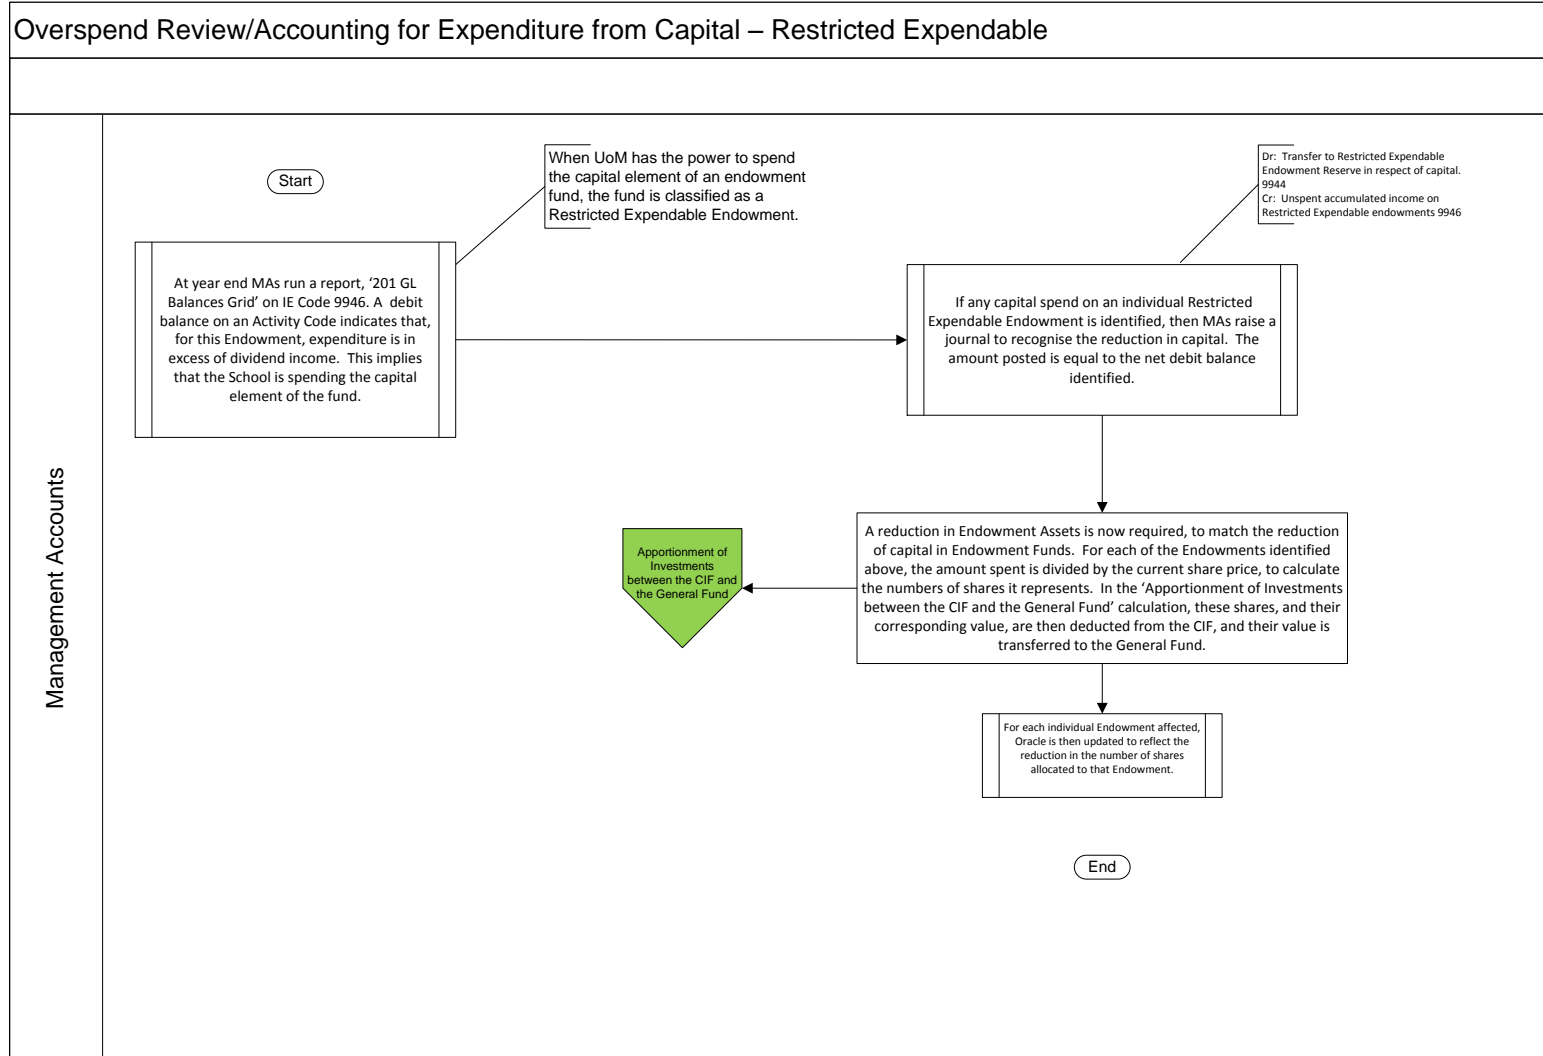 Overspend Review/Accounting for Expenditure from Capital – Restricted Expendable
Management Accounts
Start
When UoM has the power to spend
the capital element of an endowment
fund, the fund is classified as a
Restricted Expendable Endowment.
Dr:  Transfer to Restricted Expendable
Endowment Reserve in respect of capital.
9944
Cr:  Unspent accumulated income on
Restricted Expendable endowments 9946
At year end MAs run a report, ‘201 GL
Balances Grid’ on IE Code 9946. A  debit
balance on an Activity Code indicates that,
for this Endowment, expenditure is in
excess of dividend income.  This implies
that the School is spending the capital
element of the fund.
If any capital spend on an individual Restricted
Expendable Endowment is identified, then MAs raise a
journal to recognise the reduction in capital.  The
amount posted is equal to the net debit balance
identified.
Apportionment of
Investments
between the CIF and
the General Fund
A reduction in Endowment Assets is now required, to match the reduction
of capital in Endowment Funds.  For each of the Endowments identified
above, the amount spent is divided by the current share price, to calculate
the numbers of shares it represents.  In the ‘Apportionment of Investments
between the CIF and the General Fund’ calculation, these shares, and their
corresponding value, are then deducted from the CIF, and their value is
transferred to the General Fund.
For each individual Endowment affected,
Oracle is then updated to reflect the
reduction in the number of shares
allocated to that Endowment.
End